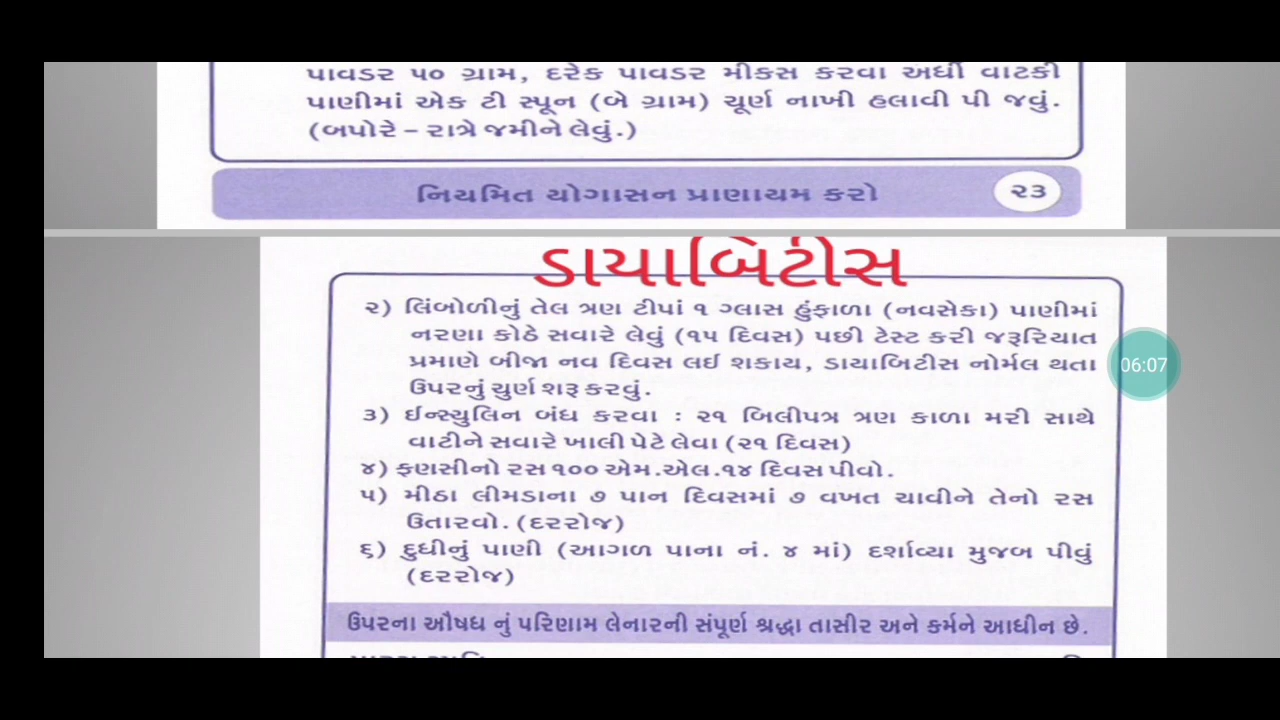 પાવડર ૫૦ ગ્રામ, દરેક પાવડર મીકસ કરવા અર્ધી વાટકી
પાણીમાં એક ટી સ્પૂન (બે ગ્રામ) ચૂર્ણ નાખી હલાવી પી જવું.
(બપોરે – રાત્રે જમીને લેવું.)
નિયમિત યોગાસન પ્રાણાયમ કરો
૨૩
ડાયાબિટીસ
૨) લિંબોળીનું તેલ ત્રણ ટીપાં ૧ ગ્લાસ હુંફાળા (નવસેકા) પાણીમાં
નરણા કોઠે સવારે લેવું (૧૫ દિવસ) પછી ટેસ્ટ કરી જરૂરિયાત
પ્રમાણે બીજા નવ દિવસ લઈ શકાય, ડાયાબિટીસ નોર્મલ થતા
ઉપરનું ચુર્ણ શરૂ કરવું.
06:07
૩) ઈન્સ્યુલિન બંધ કરવા : ૨૧ બિલીપત્ર ત્રણ કાળા મરી સાથે
વાટીને સવારે ખાલી પેટે લેવા (૨૧ દિવસ)
૪) ફણસીનો રસ ૧૦૦ એમ.એલ.૧૪ દિવસ પીવો.
૫) મીઠા લીમડાના ૭ પાન દિવસમાં ૭ વખત ચાવીને તેનો રસ
ઉતારવો. (દરરોજ)
૬) દુધીનું પાણી (આગળ પાના નં. ૪ માં) દર્શાવ્યા મુજબ પીવું
(દરરોજ)
ઉપરના ઔષધ નું પરિણામ લેનારની સંપૂર્ણ શ્રદ્ધા તાસીર અને કર્મને આધીન છે.